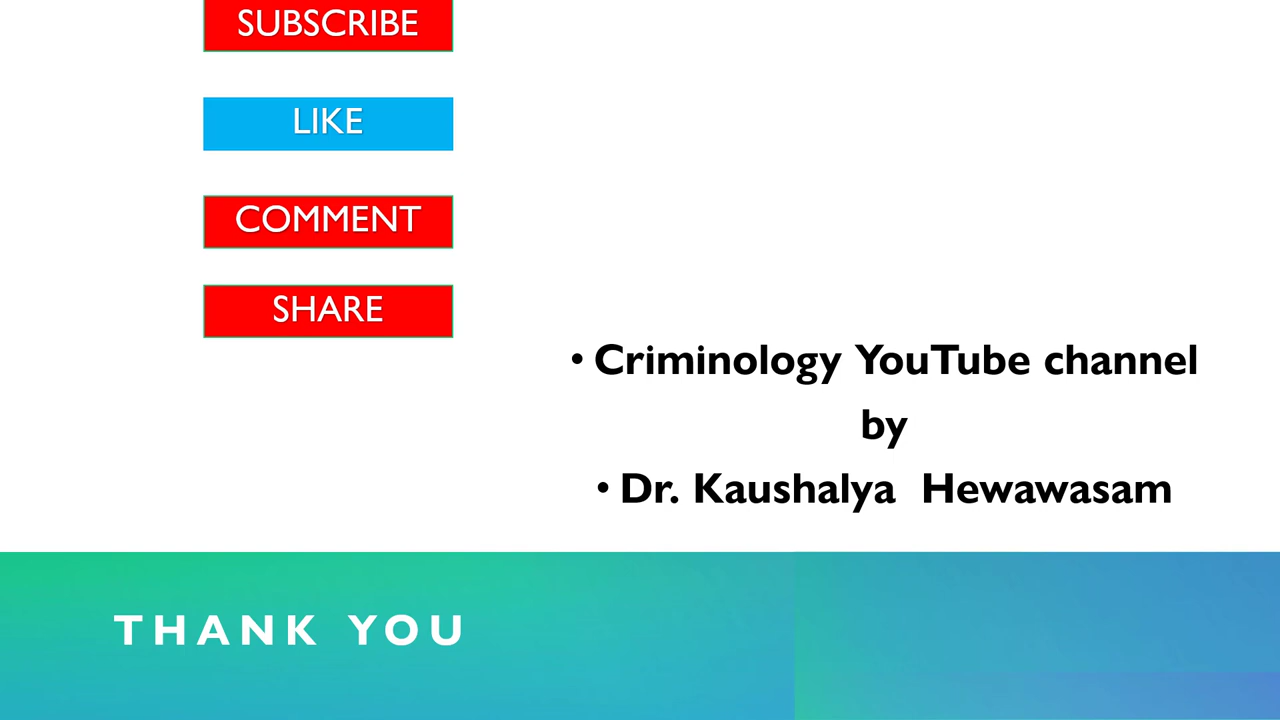 SUBSCRIBE
LIKE
COMMENT
SHARE
• Criminology YouTube channel
by
• Dr. Kaushalya Hewawasam
THANK YOU